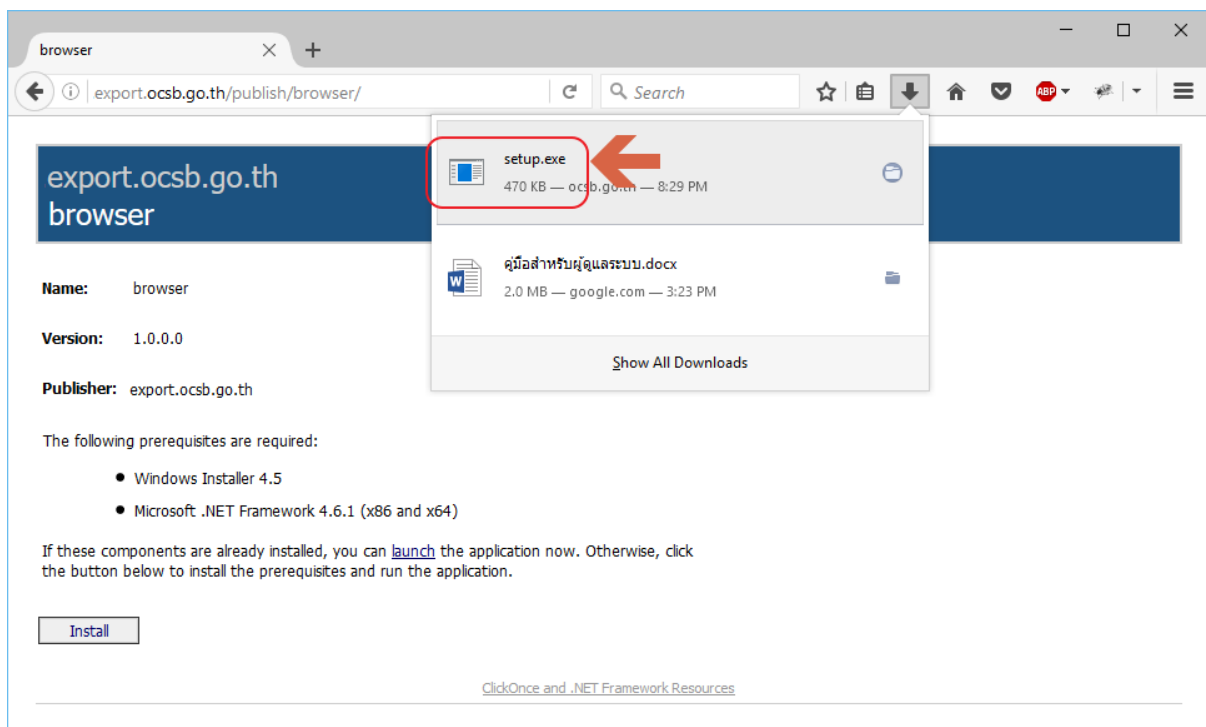 browser
export.ocsb.go.th/publish/browser/
Search
ABP
setup.exe
470 KB — ocsb.go.th — 8:29 PM
คู่มือสำหรับผู้ดูแลระบบ.docx
2.0 MB — google.com — 3:23 PM
Show All Downloads
export.ocsb.go.th
browser
Name: browser
Version: 1.0.0.0
Publisher: export.ocsb.go.th
The following prerequisites are required:
Windows Installer 4.5
Microsoft .NET Framework 4.6.1 (x86 and x64)
If these components are already installed, you can launch the application now. Otherwise, click
the button below to install the prerequisites and run the application.
Install
ClickOnce and .NET Framework Resources